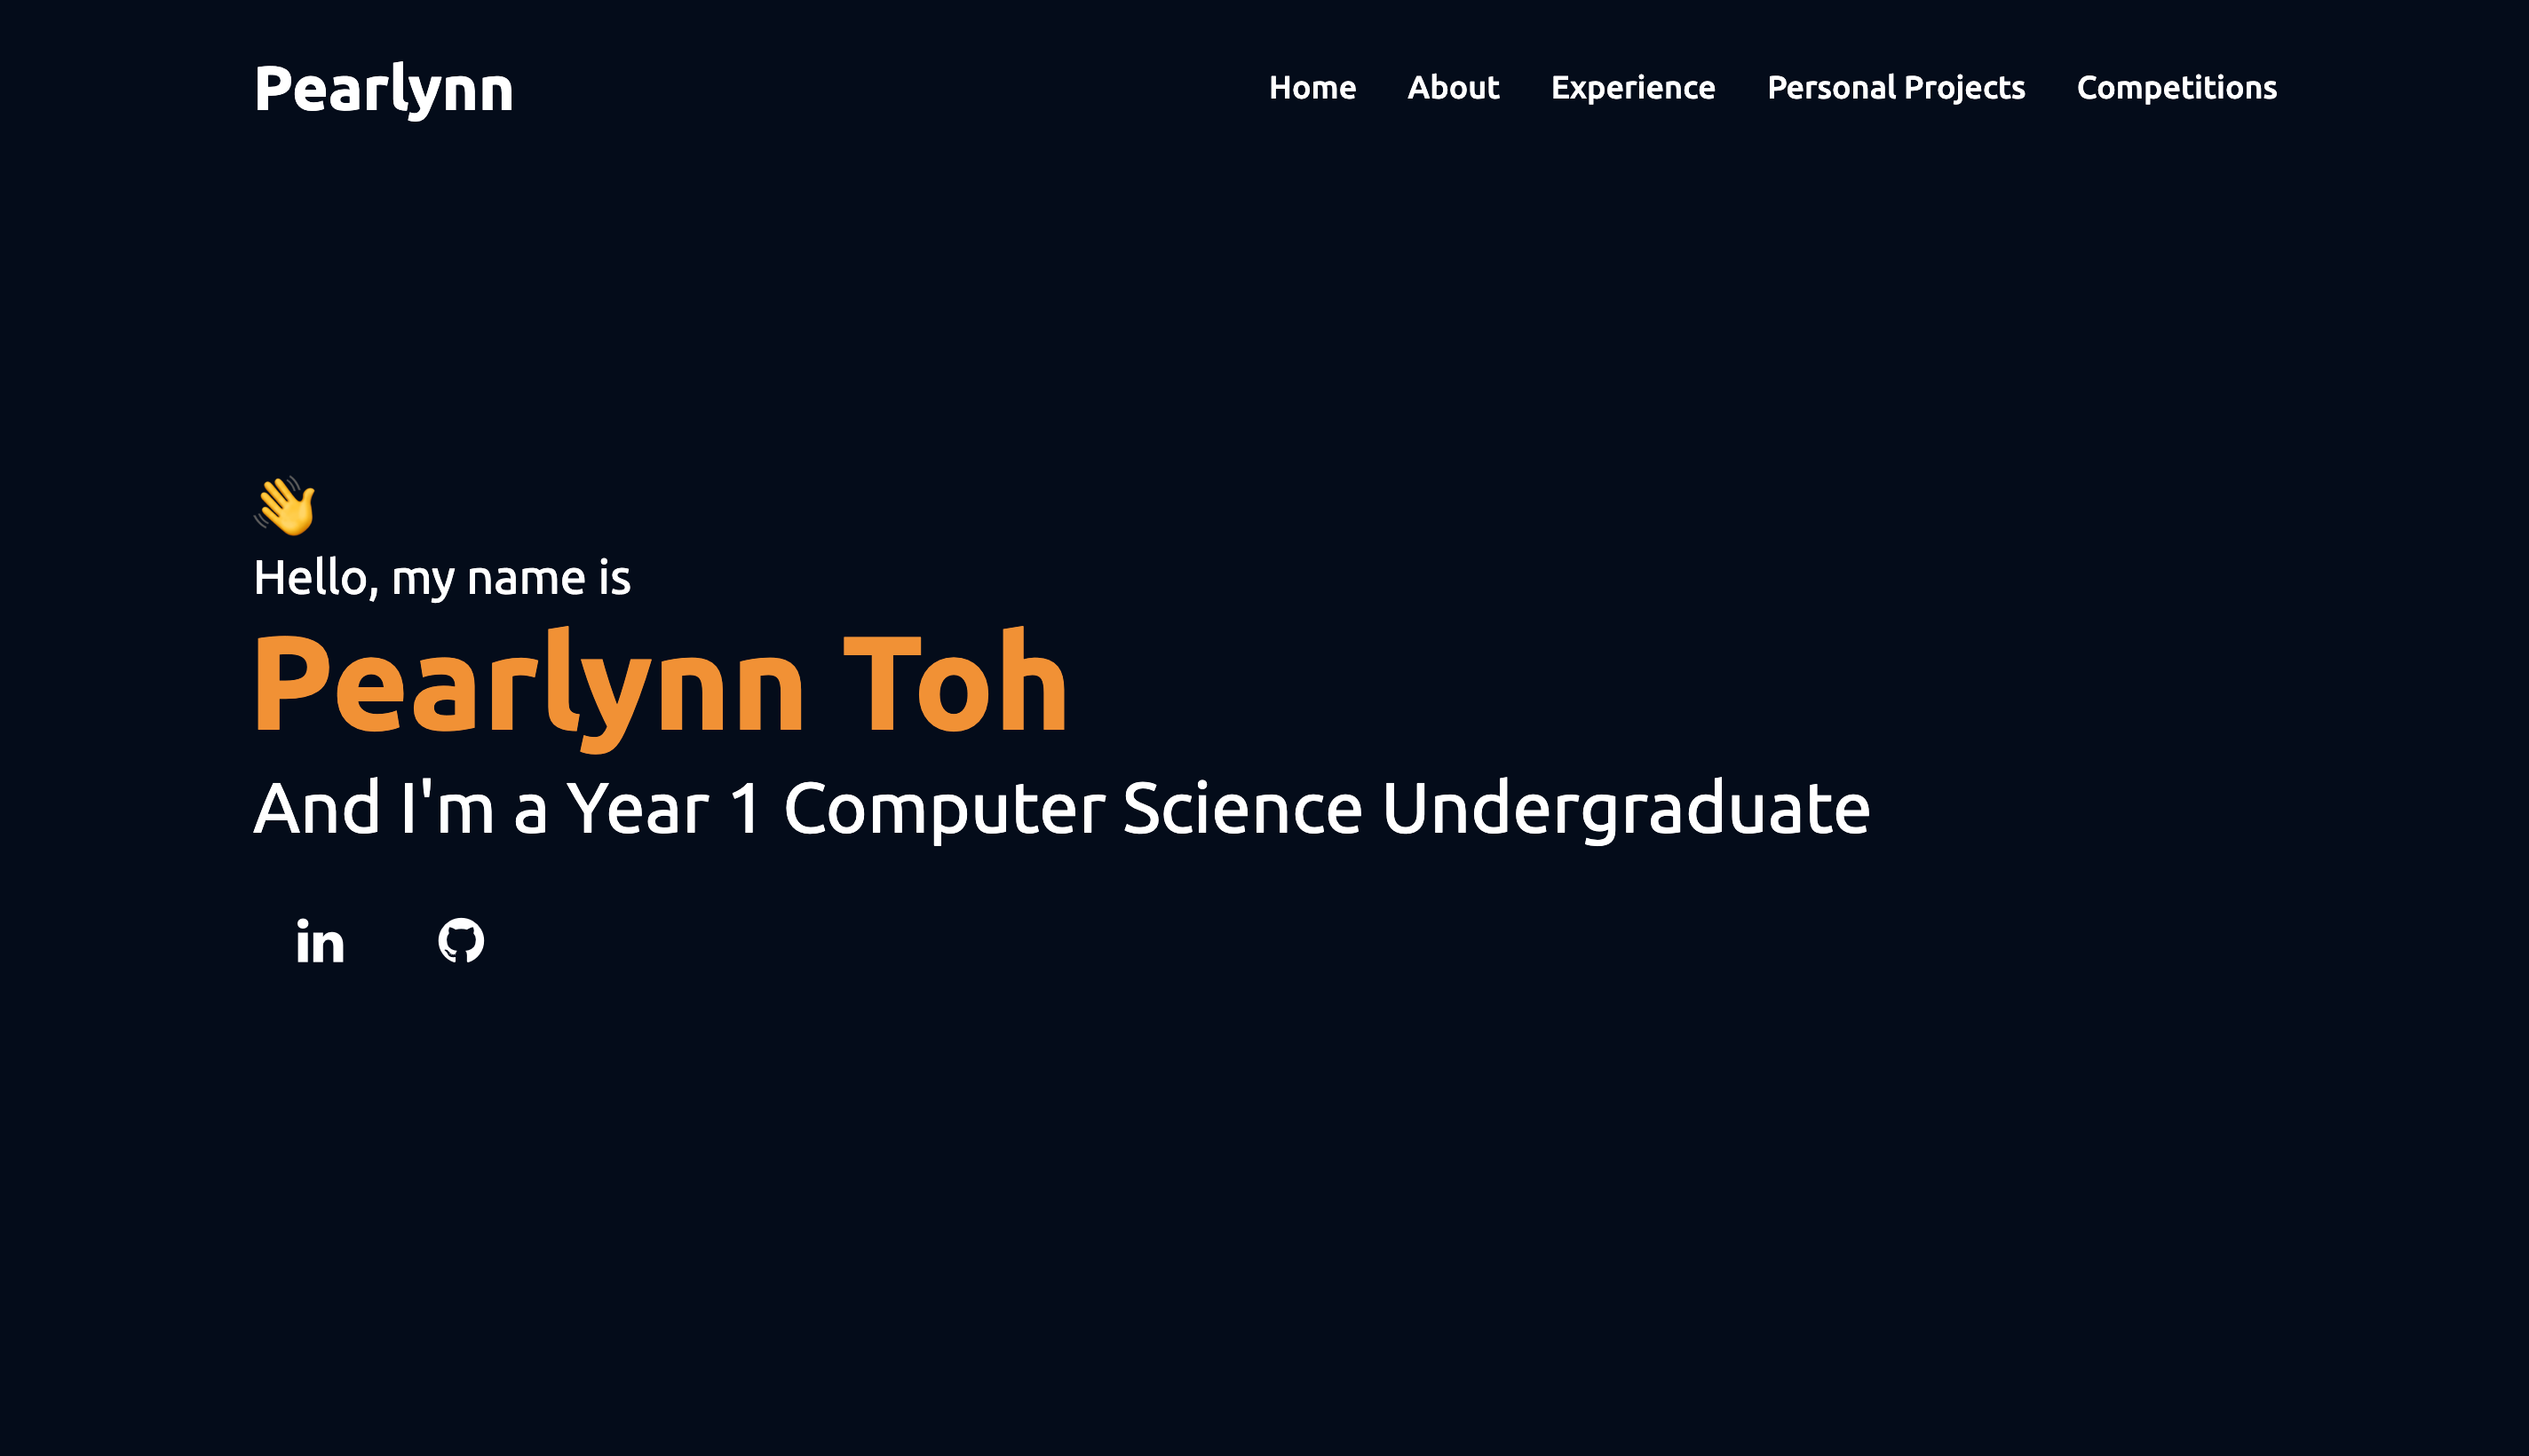 Pearlynn
Home About Experience Personal Projects Competitions
👋
Hello, my name is
Pearlynn Toh
And I'm a Year 1 Computer Science Undergraduate
in